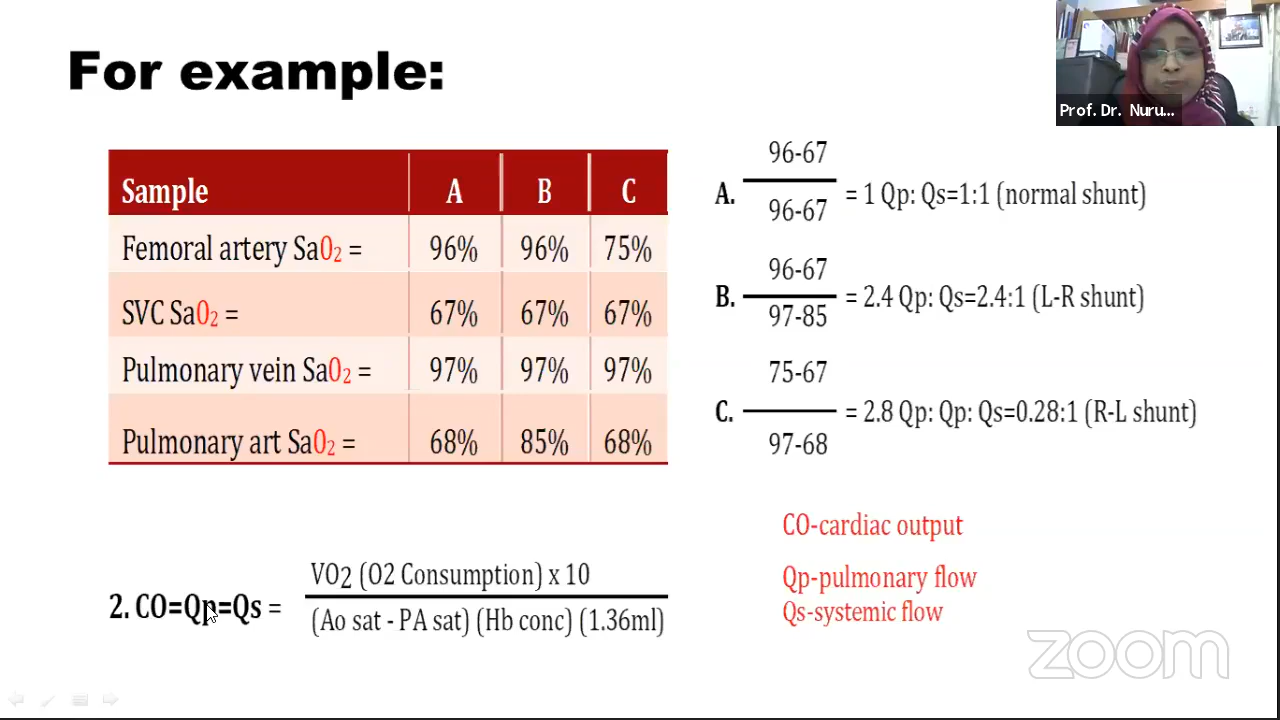 For example:
Prof. Dr. Nuru...
Sample A B C
Femoral artery SaO2 = 96% 96% 75%
SVC SaO2 = 67% 67% 67%
Pulmonary vein SaO2 = 97% 97% 97%
Pulmonary art SaO2 = 68% 85% 68%
96-67
A. = 1 Qp: Qs=1:1 (normal shunt)
96-67
96-67
B. = 2.4 Qp: Qs=2.4:1 (L-R shunt)
97-85
75-67
C. = 2.8 Qp: Qp: Qs=0.28:1 (R-L shunt)
97-68
VO2 (O2 Consumption) x 10
2. CO=Qp=Qs =
(Ao sat - PA sat) (Hb conc) (1.36ml)
CO-cardiac output
Qp-pulmonary flow
Qs-systemic flow
zoom